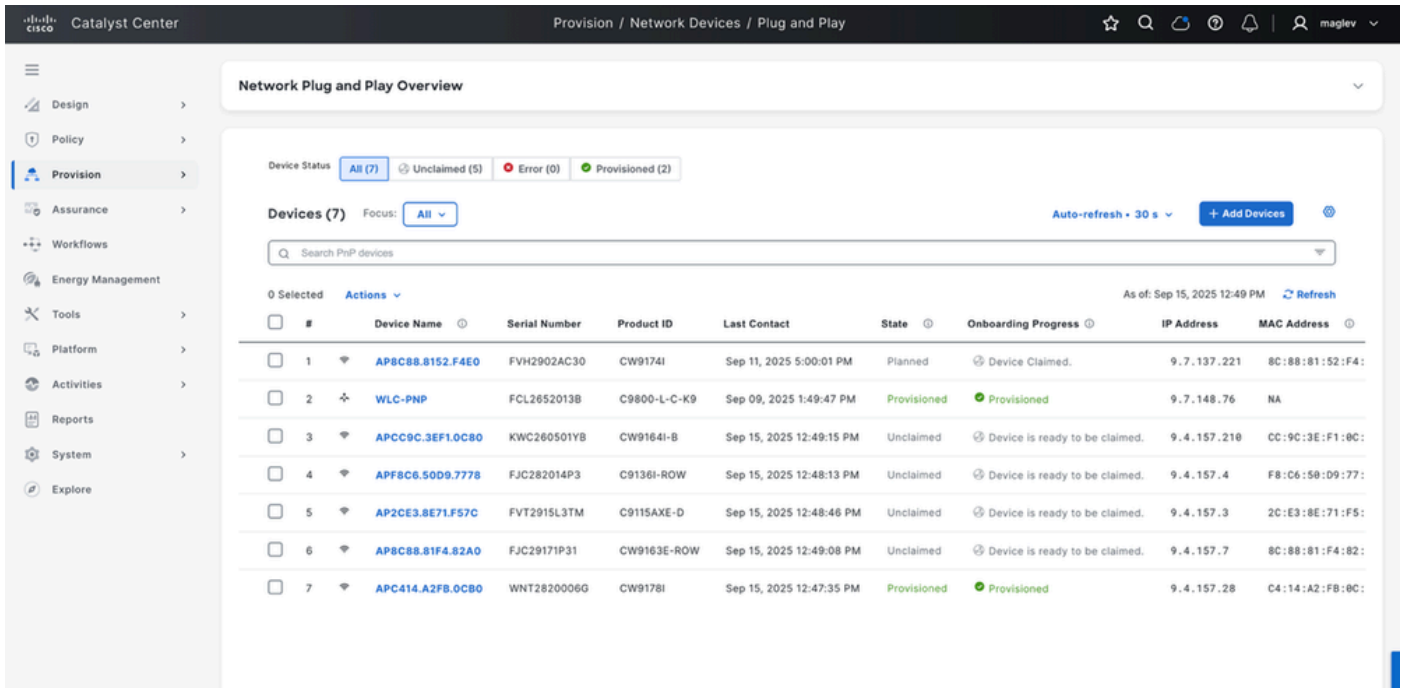 CISCO Catalyst Center Provision / Network Devices / Plug and Play maglev
Network Plug and Play Overview
Design
Policy
Provision
Assurance
Workflows
Energy Management
Tools
Platform
Activities
Reports
System
Explore
Device Status All (7) Unclaimed (5) Error (0) Provisioned (2)
Devices (7) Focus: All Auto-refresh • 30 s + Add Devices
Search PnP devices
0 Selected Actions As of: Sep 15, 2025 12:49 PM Refresh
# Device Name Serial Number Product ID Last Contact State Onboarding Progress IP Address MAC Address
1 AP8C88.8152.F4E0 FVH2902AC30 CW9174I Sep 11, 2025 5:00:01 PM Planned Device Claimed. 9.7.137.221 8C:88:81:52:F4:
2 WLC-PNP FCL2652013B C9800-L-C-K9 Sep 09, 2025 1:49:47 PM Provisioned Provisioned 9.7.148.76 NA
3 APCC9C.3EF1.0C80 KWC260501YB CW9164I-B Sep 15, 2025 12:49:15 PM Unclaimed Device is ready to be claimed. 9.4.157.210 CC:9C:3E:F1:0C:
4 APF8C6.50D9.7778 FJC282014P3 C9136I-ROW Sep 15, 2025 12:48:13 PM Unclaimed Device is ready to be claimed. 9.4.157.4 F8:C6:50:D9:77:
5 AP2CE3.8E71.F57C FVT2915L3TM C9115AXE-D Sep 15, 2025 12:48:46 PM Unclaimed Device is ready to be claimed. 9.4.157.3 2C:E3:8E:71:F5:
6 AP8C88.81F4.82A0 FJC29171P31 CW9163E-ROW Sep 15, 2025 12:49:08 PM Unclaimed Device is ready to be claimed. 9.4.157.7 8C:88:81:F4:82:
7 APC414.A2FB.0CB0 WNT2820006G CW9178I Sep 15, 2025 12:47:35 PM Provisioned Provisioned 9.4.157.28 C4:14:A2:FB:0C: